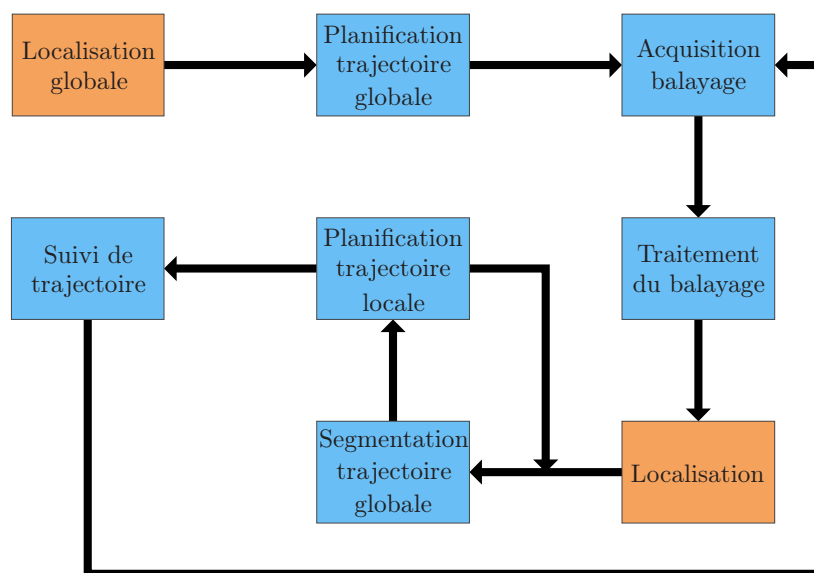 Localisation
globale
Planification
trajectoire
globale
Acquisition
balayage
Suivi de
trajectoire
Planification
trajectoire
locale
Traitement
du balayage
Segmentation
trajectoire
globale
Localisation